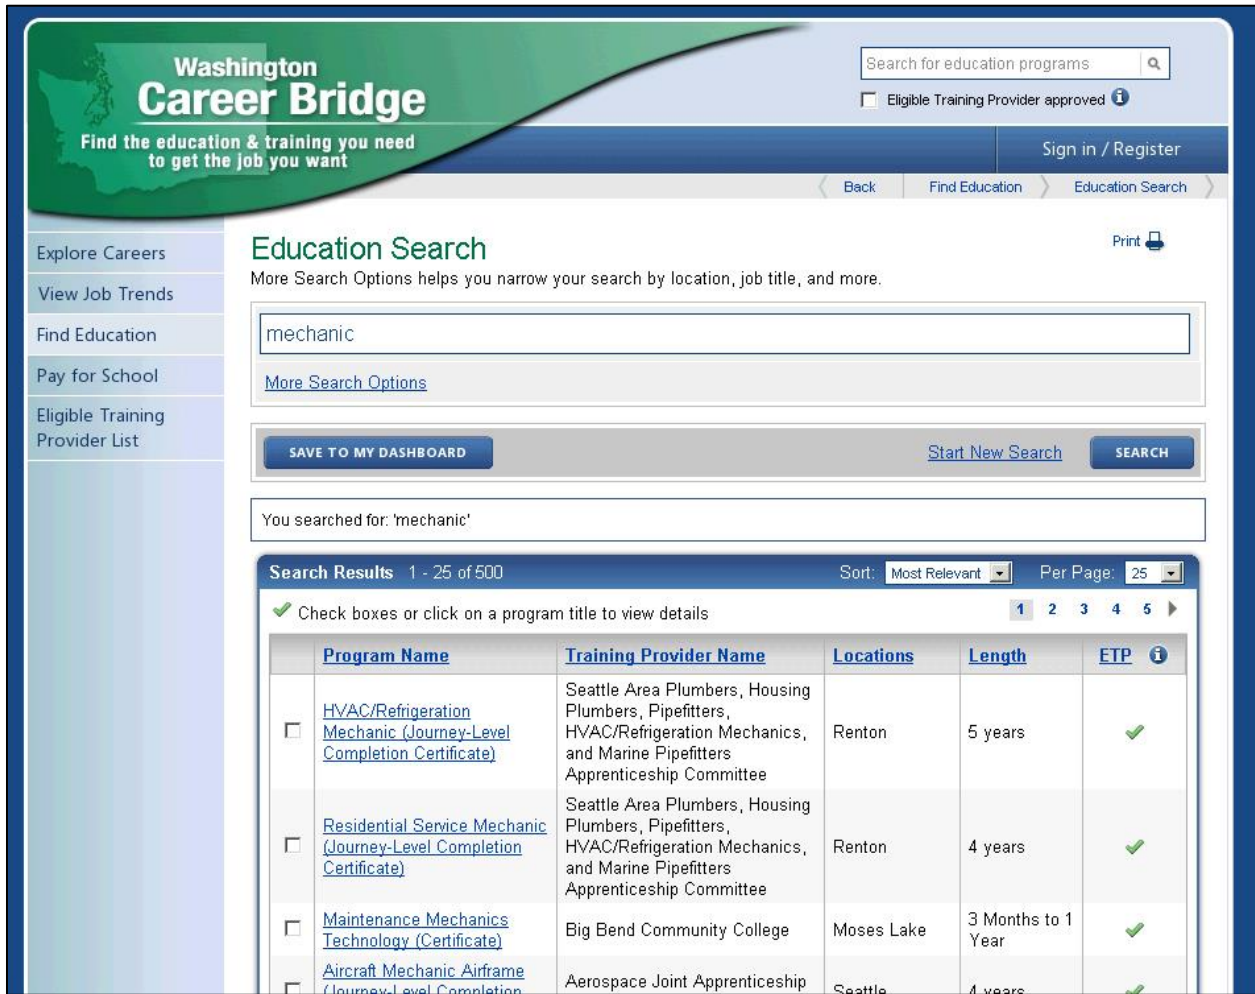 Washington
Career Bridge
Find the education & training you need
to get the job you want
Search for education programs
Eligible Training Provider approved
Sign in / Register
Back
Find Education
Education Search
Explore Careers
View Job Trends
Find Education
Pay for School
Eligible Training
Provider List
Education Search
Print
More Search Options helps you narrow your search by location, job title, and more.
mechanic
More Search Options
SAVE TO MY DASHBOARD
Start New Search
SEARCH
You searched for: 'mechanic'
Search Results 1 - 25 of 500
Sort: Most Relevant
Per Page: 25
Check boxes or click on a program title to view details
1 2 3 4 5
Program Name
Training Provider Name
Locations
Length
ETP
HVAC/Refrigeration
Mechanic (Journey-Level
Completion Certificate)
Seattle Area Plumbers, Housing
Plumbers, Pipefitters,
HVAC/Refrigeration Mechanics,
and Marine Pipefitters
Apprenticeship Committee
Renton
5 years
Residential Service Mechanic
(Journey-Level Completion
Certificate)
Seattle Area Plumbers, Housing
Plumbers, Pipefitters,
HVAC/Refrigeration Mechanics,
and Marine Pipefitters
Apprenticeship Committee
Renton
4 years
Maintenance Mechanics
Technology (Certificate)
Big Bend Community College
Moses Lake
3 Months to 1
Year
Aircraft Mechanic Airframe
(Journey-Level Completion
Aerospace Joint Apprenticeship
Seattle
4 years